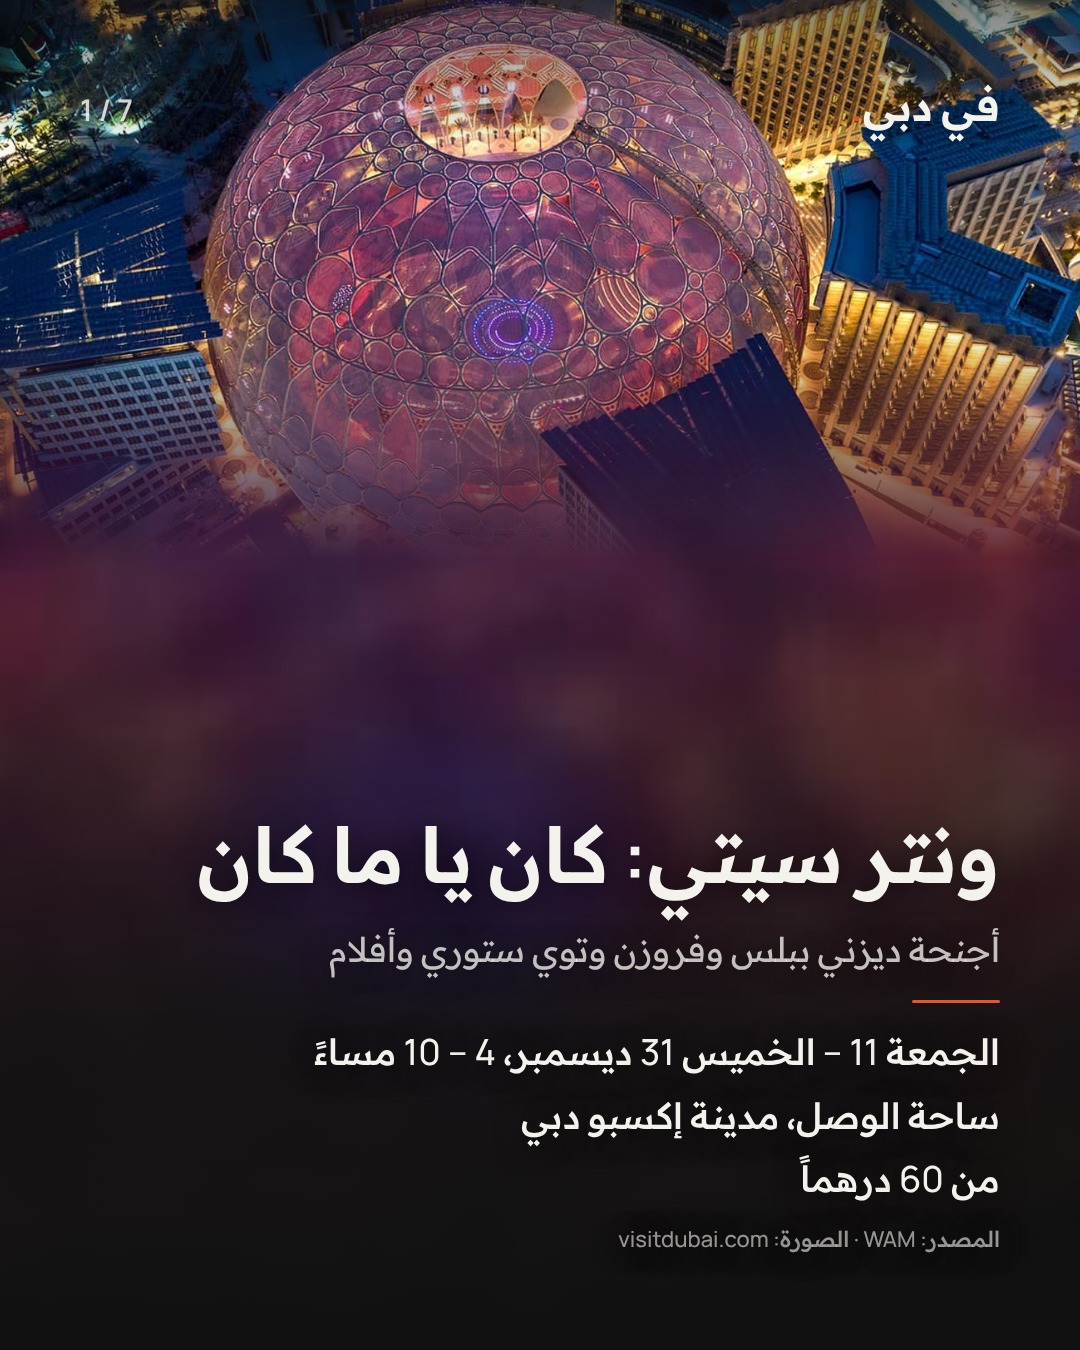 في دبي
1 / 7
ونتر سيتي: كان يا ما كان
أجنحة ديزني ببلس وفروزن وتوي ستوري وأفلام
الجمعة 11 – الخميس 31 ديسمبر، 4 – 10 مساءً
ساحة الوصل، مدينة إكسبو دبي
من 60 درهماً
المصدر: WAM · الصورة: visitdubai.com